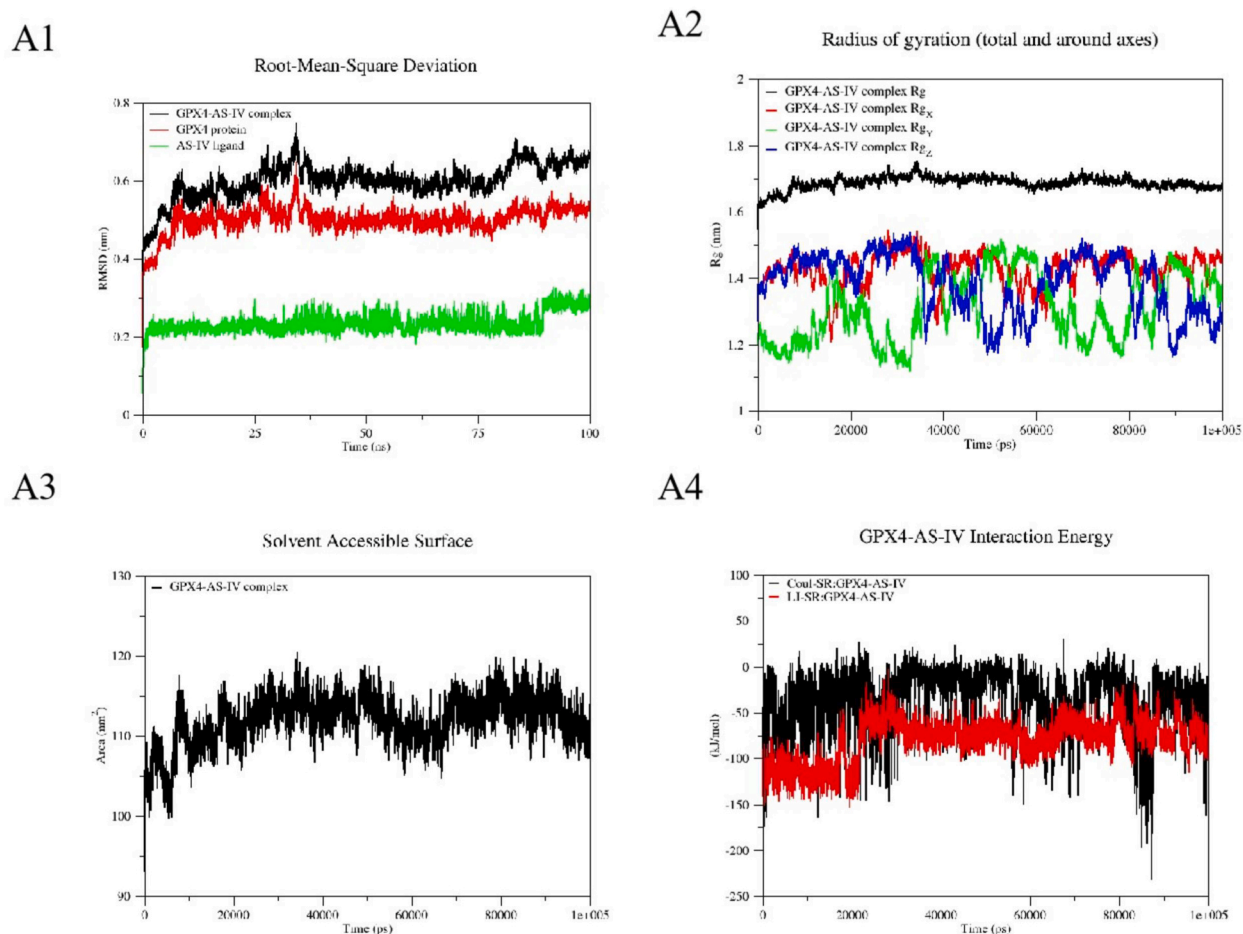 A1
Root-Mean-Square Deviation
0.8
GPX4-AS-IV complex
GPX4 protein
AS-IV ligand
0.6
0.4
0.2
0
RMSD (nm)
0
25
50
75
100
Time (ns)
A2
Radius of gyration (total and around axes)
2
GPX4-AS-IV complex Rg
GPX4-AS-IV complex Rg_X
GPX4-AS-IV complex Rg_Y
GPX4-AS-IV complex Rg_Z
1.8
1.6
1.4
1.2
1
Rg (nm)
0
20000
40000
60000
80000
1e+005
Time (ps)
A3
Solvent Accessible Surface
130
GPX4-AS-IV complex
120
110
100
90
Area (nm²)
0
20000
40000
60000
80000
1e+005
Time (ps)
A4
GPX4-AS-IV Interaction Energy
100
Coul-SR:GPX4-AS-IV
LJ-SR:GPX4-AS-IV
50
0
-50
-100
-150
-200
-250
(kJ/mol)
0
20000
40000
60000
80000
1e+005
Time (ps)